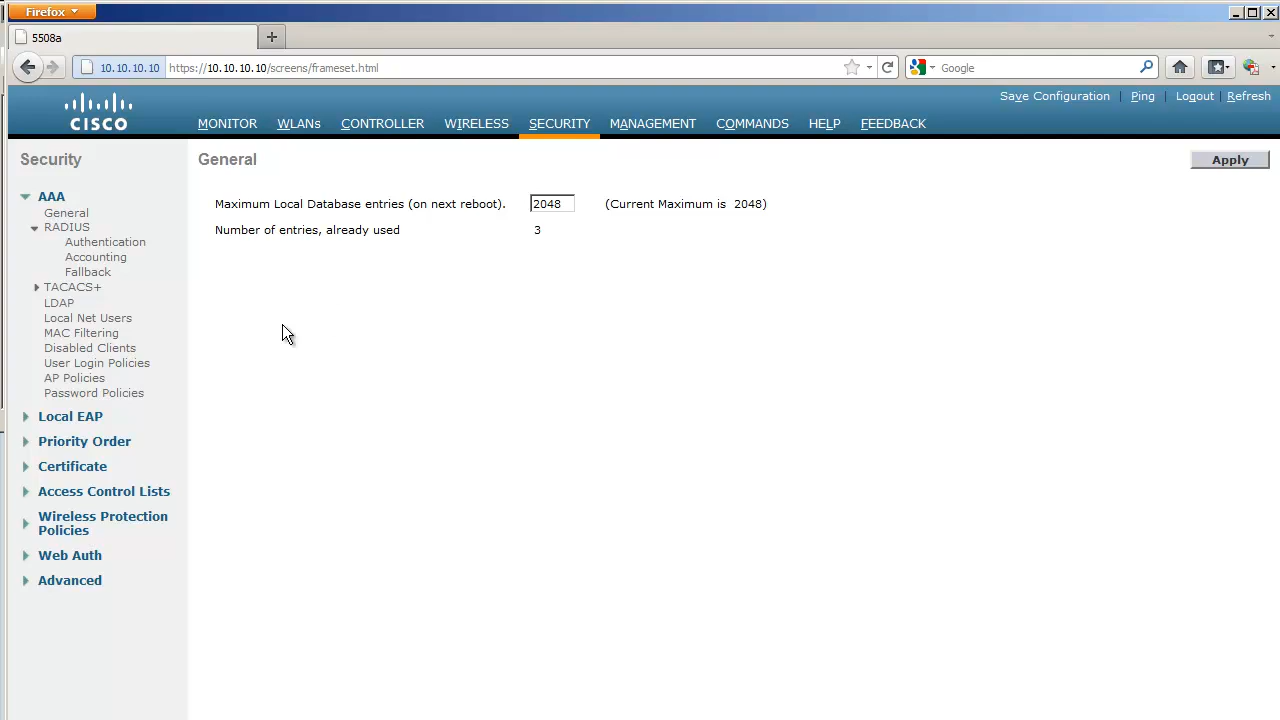 Firefox
5508a
10.10.10.10 https://10.10.10.10/screens/frameset.html
Google
Save Configuration | Ping | Logout | Refresh
CISCO
MONITOR WLANs CONTROLLER WIRELESS SECURITY MANAGEMENT COMMANDS HELP FEEDBACK
Security
AAA
General
RADIUS
Authentication
Accounting
Fallback
TACACS+
LDAP
Local Net Users
MAC Filtering
Disabled Clients
User Login Policies
AP Policies
Password Policies
Local EAP
Priority Order
Certificate
Access Control Lists
Wireless Protection
Policies
Web Auth
Advanced
General
Apply
Maximum Local Database entries (on next reboot). 2048 (Current Maximum is 2048)
Number of entries, already used 3